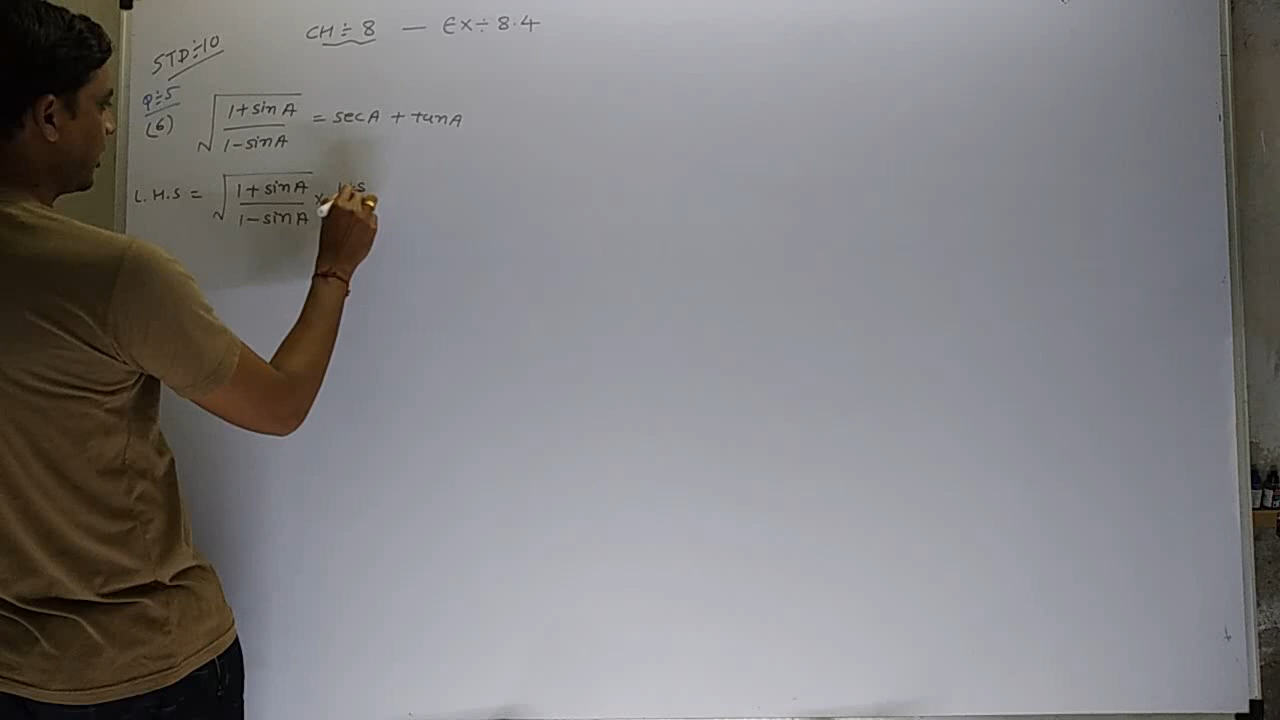 CH÷8 — Ex÷8.4
STD÷10
Q÷5
(6) √(1+sinA / 1-sinA) = secA + tanA
L.H.S = √(1+sinA / 1-sinA) ×